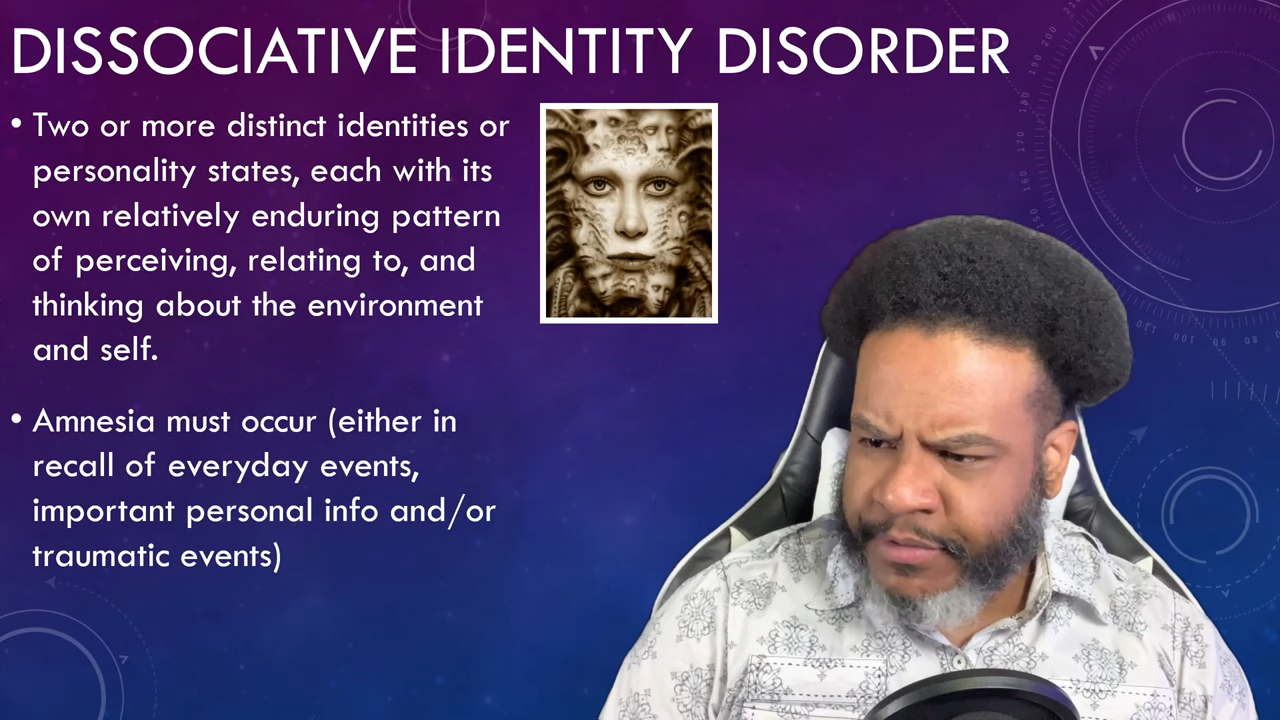 DISSOCIATIVE IDENTITY DISORDER
• Two or more distinct identities or
personality states, each with its
own relatively enduring pattern
of perceiving, relating to, and
thinking about the environment
and self.
• Amnesia must occur (either in
recall of everyday events,
important personal info and/or
traumatic events)